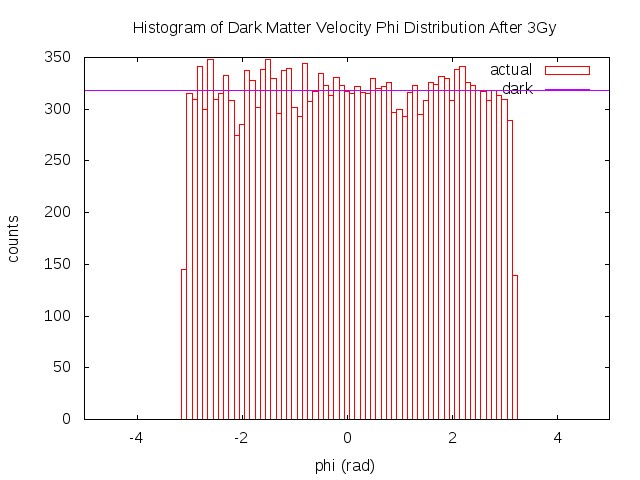 Histogram of Dark Matter Velocity Phi Distribution After 3Gy
350
300
250
200
150
100
50
0
counts
actual
dark
-4
-2
0
2
4
phi (rad)